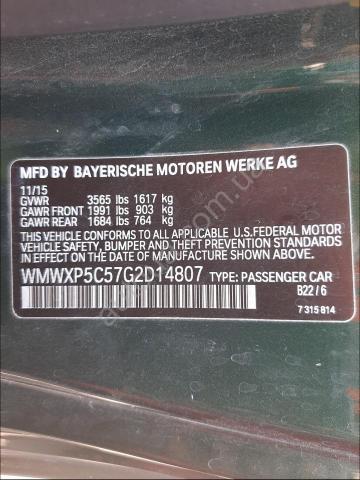 MFD BY BAYERISCHE MOTOREN WERKE AG
11/15
GVWR 3565 lbs 1617 kg
GAWR FRONT 1991 lbs 903 kg
GAWR REAR 1684 lbs 764 kg
THIS VEHICLE CONFORMS TO ALL APPLICABLE U.S.FEDERAL MOTOR
VEHICLE SAFETY, BUMPER, AND THEFT PREVENTION STANDARDS
IN EFFECT ON THE DATE OF MANUFACTURE SHOWN ABOVE.
WMWXP5C57G2D14807 TYPE: PASSENGER CAR
B22/6
7 315 814